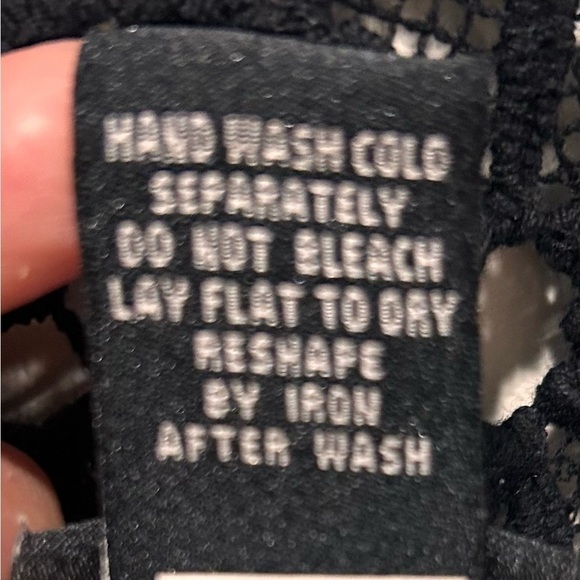 HAND WASH COLD
SEPARATELY
DO NOT BLEACH
LAY FLAT TO DRY
RESHAPE
BY IRON
AFTER WASH